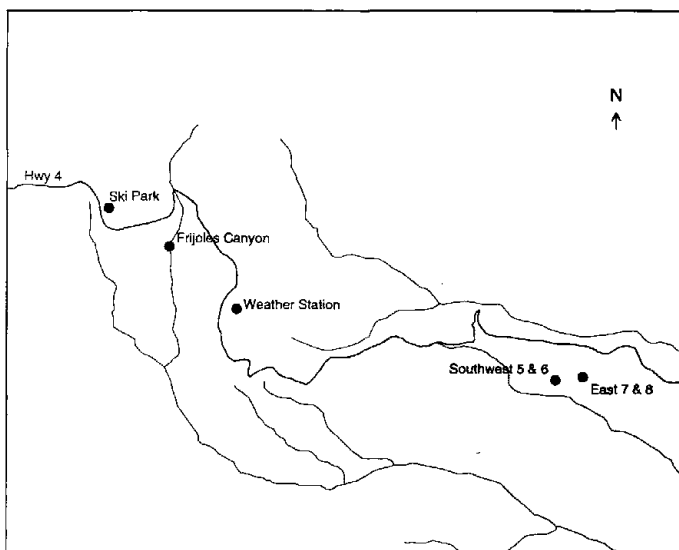 N
Hwy 4
Ski Park
Frijoles Canyon
Weather Station
Southwest 5 & 6
East 7 & 8